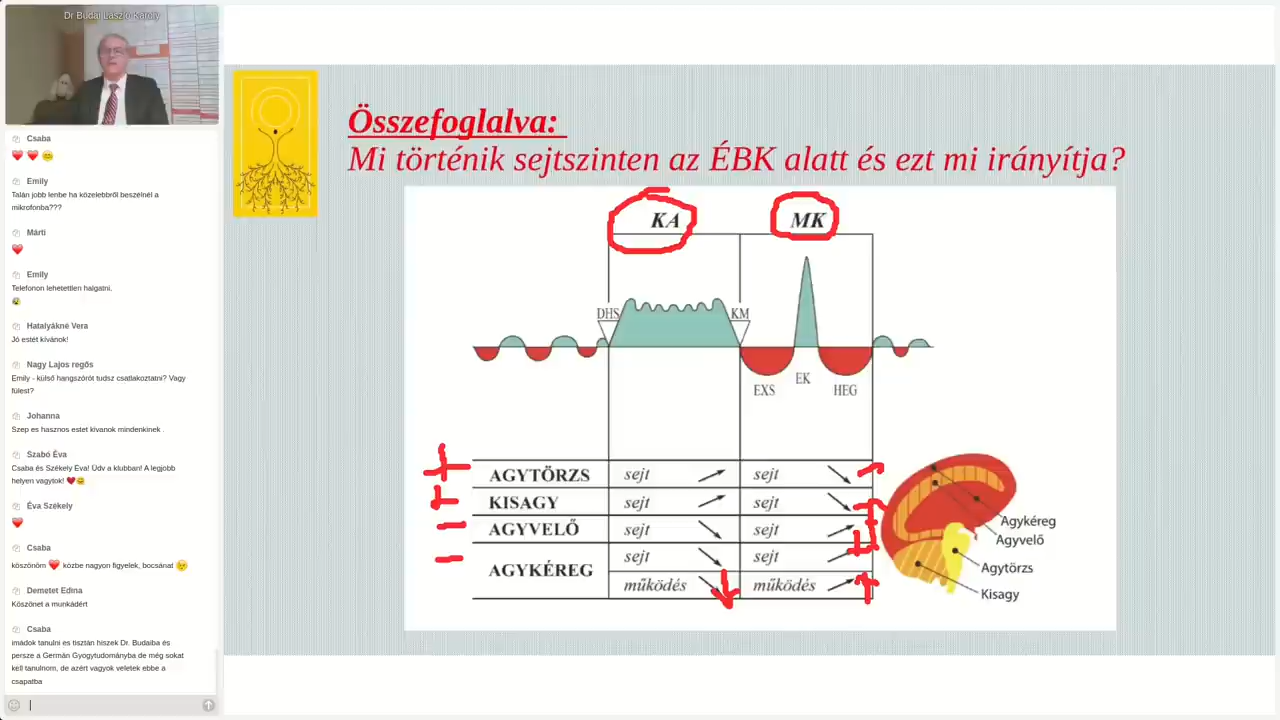 Dr Budai László Károly
Csaba
Emily
Talán jobb lenbe ha közelebbről beszélnél a
mikrofonba???
Márti
Emily
Telefonon lehetettlen halgatni.
Hatalyákné Vera
Jó estét kívánok!
Nagy Lajos regős
Emily - külső hangszórót tudsz csatlakoztatni? Vagy
fülest?
Johanna
Szep es hasznos estet kivanok mindenkinek .
Szabó Éva
Csaba és Székely Éva! Üdv a klubban! A legjobb
helyen vagytok!
Éva Székely
Csaba
köszönöm közbe nagyon figyelek, bocsánat
Demetet Edina
Köszönet a munkádért
Csaba
imádok tanulni es tisztán hiszek Dr. Budaiba és
persze a Germán Gyogytudományba de még sokat
kell tanulnom, de azért vagyok veletek ebbe a
csapatba
Összefoglalva:
Mi történik sejtszinten az ÉBK alatt és ezt mi irányítja?
KA MK
DHS KM
EXS EK HEG
AGYTÖRZS sejt sejt
KISAGY sejt sejt
AGYVELŐ sejt sejt
AGYKÉREG sejt sejt
működés működés
Agykéreg
Agyvelő
Agytörzs
Kisagy